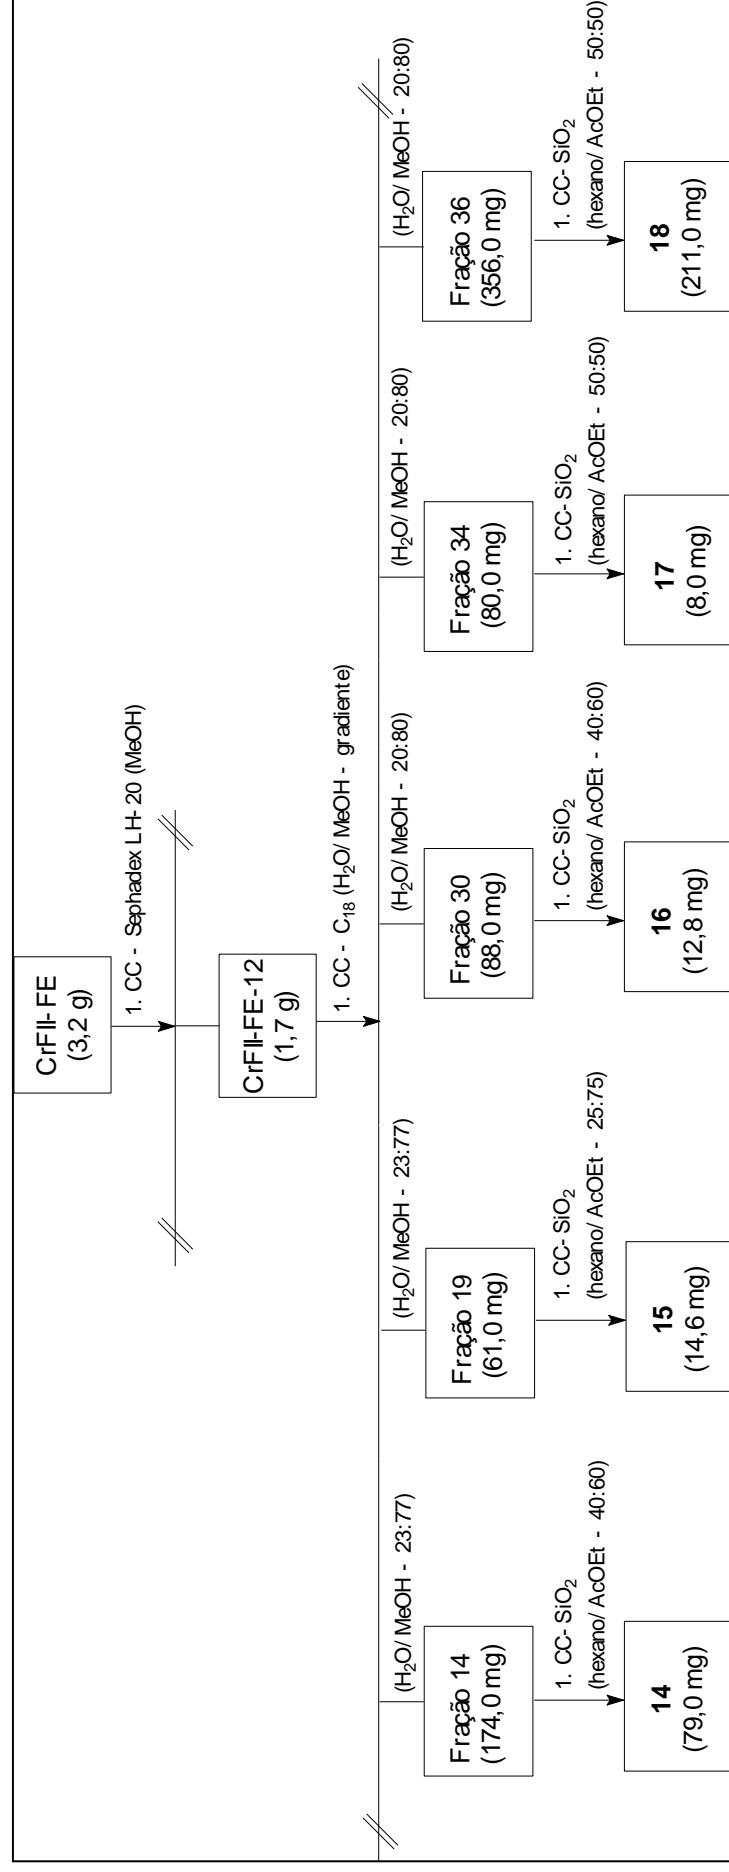 CrFII-FE
(3,2 g)
1. CC - Sephadex LH-20 (MeOH)
CrFII-FE-12
(1,7 g)
1. CC - C18 (H2O/ MeOH - gradiente)
(H2O/ MeOH - 23:77)
Fração 14
(174,0 mg)
1. CC- SiO2
(hexano/ AcOEt - 40:60)
14
(79,0 mg)
(H2O/ MeOH - 23:77)
Fração 19
(61,0 mg)
1. CC- SiO2
(hexano/ AcOEt - 25:75)
15
(14,6 mg)
(H2O/ MeOH - 20:80)
Fração 30
(88,0 mg)
1. CC- SiO2
(hexano/ AcOEt - 40:60)
16
(12,8 mg)
(H2O/ MeOH - 20:80)
Fração 34
(80,0 mg)
1. CC- SiO2
(hexano/ AcOEt - 50:50)
17
(8,0 mg)
(H2O/ MeOH - 20:80)
Fração 36
(356,0 mg)
1. CC- SiO2
(hexano/ AcOEt - 50:50)
18
(211,0 mg)